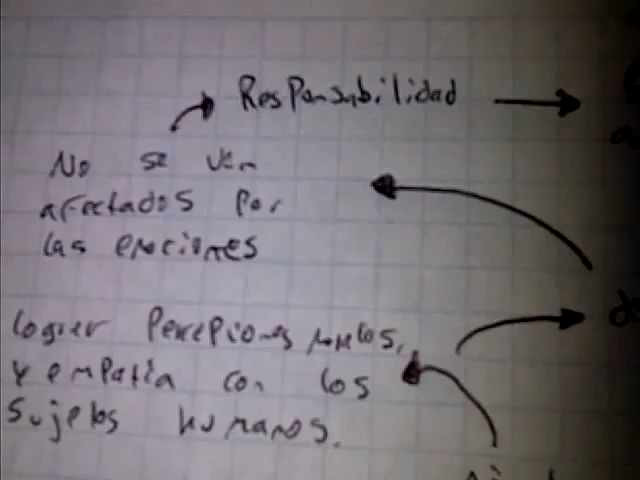 Responsabilidad
No se ven
afectados por
las emociones
lograr Percepciones
y empatía con los
sujetos humanos.